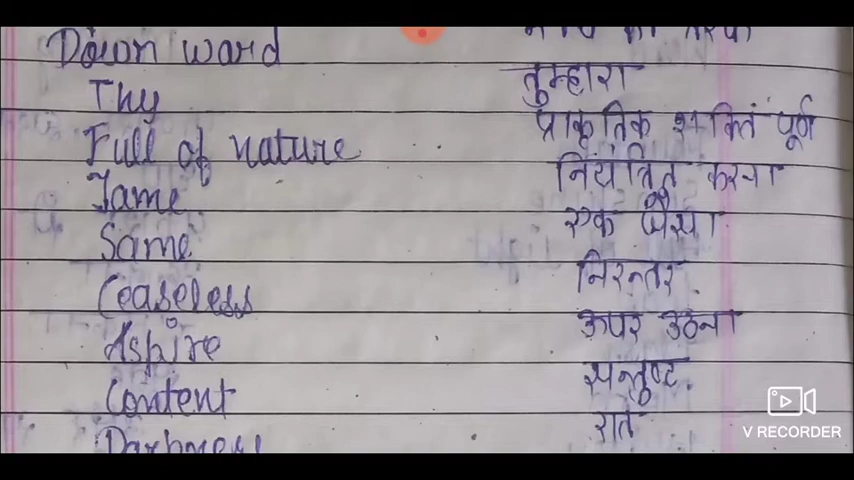 Down ward
Thy तुम्हारा
Full of nature प्राकृतिक शक्ति पूर्ण
Tame नियंत्रित करना
Same एक जैसा
Ceaseless निरन्तर
Aspire ऊपर उठना
Content सन्तुष्ट
Darkness रात
V RECORDER